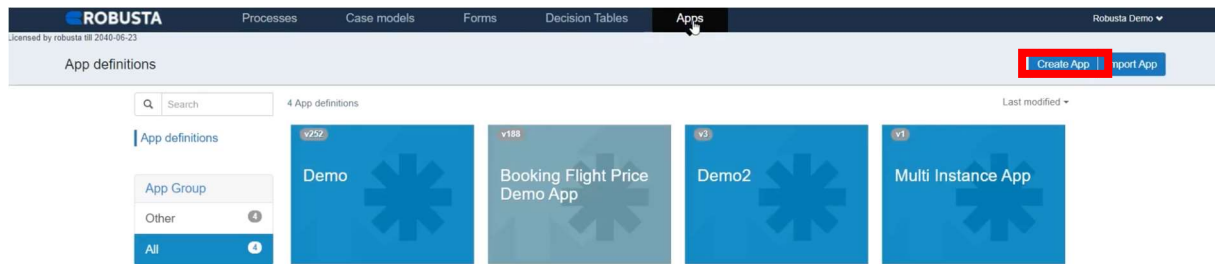 ROBUSTA Processes Case models Forms Decision Tables Apps Robusta Demo
Licensed by robusta till 2040-06-23
App definitions Create App mport App
Search 4 App definitions Last modified
App definitions
v252 v188 v3 v1
Demo Booking Flight Price Demo2 Multi Instance App
Demo App
App Group
Other 4
All 4